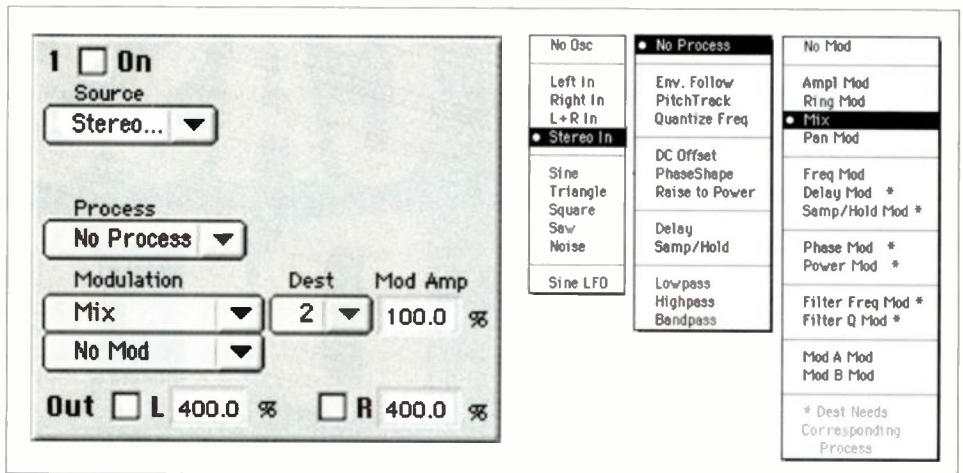 1 On
Source
Stereo...
Process
No Process
Modulation Dest Mod Amp
Mix 2 100.0 %
No Mod
Out L 400.0 % R 400.0 %
No Osc
Left In
Right In
L+R In
• Stereo In
Sine
Triangle
Square
Saw
Noise
Sine LFO
• No Process
Env. Follow
PitchTrack
Quantize Freq
DC Offset
PhaseShape
Raise to Power
Delay
Samp/Hold
Lowpass
Highpass
Bandpass
No Mod
Ampl Mod
Ring Mod
• Mix
Pan Mod
Freq Mod
Delay Mod *
Samp/Hold Mod *
Phase Mod *
Power Mod *
Filter Freq Mod *
Filter Q Mod *
Mod A Mod
Mod B Mod
* Dest Needs
Corresponding
Process